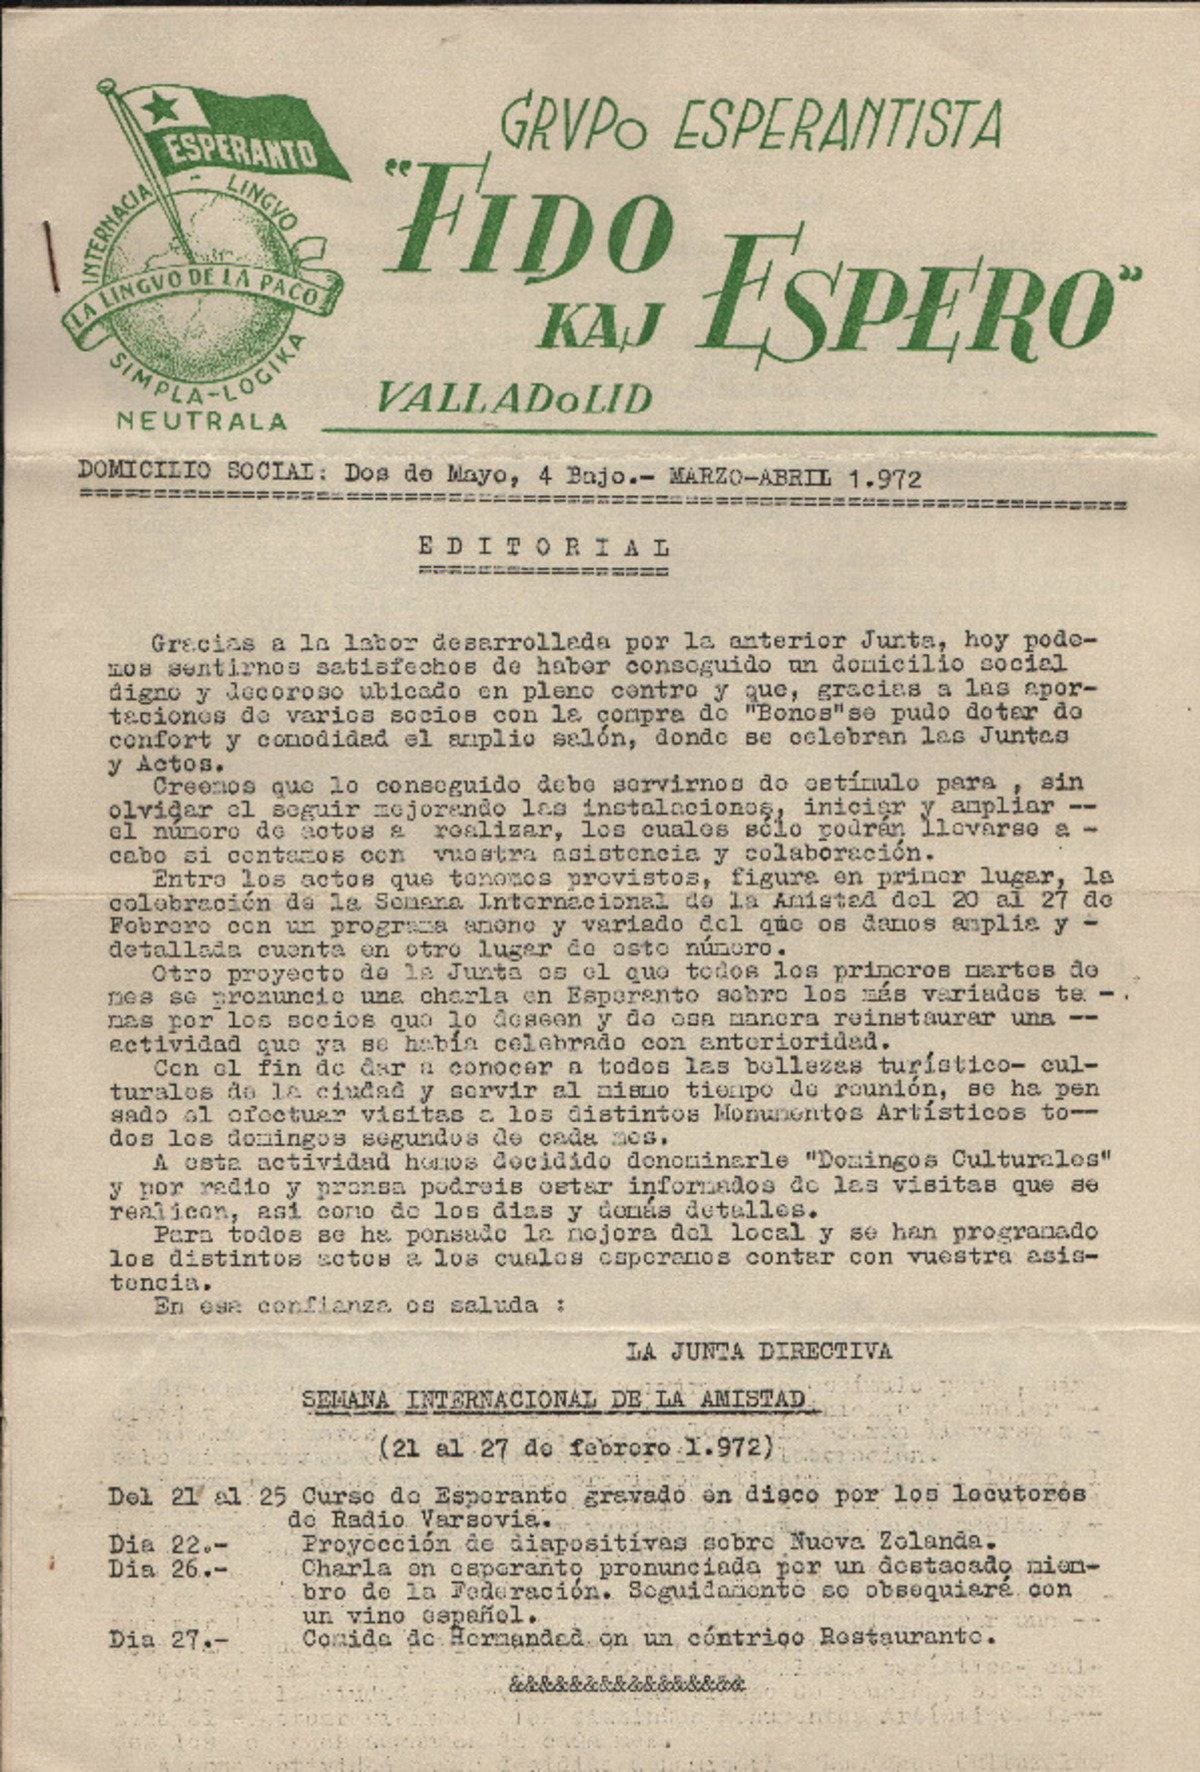 ESPERANTO
INTERNACIA - LINGVO
LA LINGVO DE LA PACO
SIMPLA-LOGIKA
NEUTRALA
GRVPO ESPERANTISTA
"FIDO
KAJ ESPERO"
VALLADOLID
DOMICILIO SOCIAL: Dos de Mayo, 4 Bajo.- MARZO-ABRIL 1.972
E D I T O R I A L
Gracias a la labor desarrollada por la anterior Junta, hoy pode-
mos sentirnos satisfechos de haber conseguido un domicilio social
digno y decoroso ubicado en pleno centro y que, gracias a las apor-
taciones de varios socios con la compra de "Bonos"se pudo dotar de
confort y comodidad el amplio salón, donde se celebran las Juntas
y Actos.
Creemos que lo conseguido debe servirnos de estímulo para , sin
olvidar el seguir mejorando las instalaciones, iniciar y ampliar --
el número de actos a realizar, los cuales sólo podrán llevarse a -
cabo si contamos con vuestra asistencia y colaboración.
Entre los actos que tenemos previstos, figura en primer lugar, la
celebración de la Semana Internacional de la Amistad del 20 al 27 de
Febrero con un programa ameno y variado del que os damos amplia y -
detallada cuenta en otro lugar de este número.
Otro proyecto de la Junta es el que todos los primeros martes de
mes se pronuncie una charla en Esperanto sobre los más variados te -.
mas por los socios que lo deseen y de esa manera reinstaurar una --
actividad que ya se había celebrado con anterioridad.
Con el fin de dar a conocer a todos las bellezas turístico- cul-
turales de la ciudad y servir al mismo tiempo de reunión, se ha pen
sado el efectuar visitas a los distintos Monumentos Artísticos to--
dos los domingos segundos de cada mes.
A esta actividad hemos decidido denominarle "Domingos Culturales"
y por radio y prensa podreis estar informados de las visitas que se
realicen, asi como de los dias y demás detalles.
Para todos se ha pensado la mejora del local y se han programado
los distintos actos a los cuales esperamos contar con vuestra asis-
tencia.
En esa confianza os saluda :
LA JUNTA DIRECTIVA
SEMANA INTERNACIONAL DE LA AMISTAD
(21 al 27 de febrero 1.972)
Del 21 al 25 Curso de Esperanto gravado en disco por los locutores
de Radio Varsovia.
Dia 22.- Proyección de diapositivas sobre Nueva Zelanda.
Dia 26.- Charla en esperanto pronunciada por un destacado miem-
bro de la Federación. Seguidamente se obsequiará con
un vino español.
Dia 27.- Comida de Hermandad en un céntrico Restaurante.
&&&&&&&&&&&&&&&&